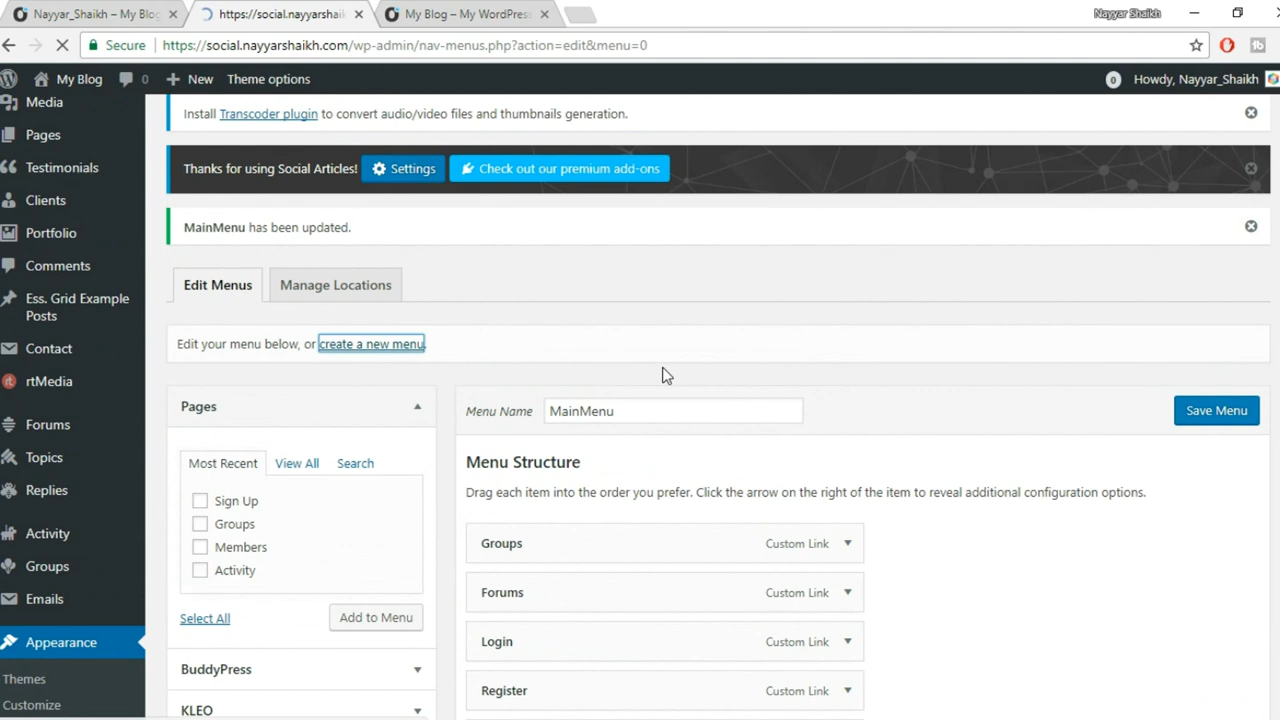 Nayyar_Shaikh – My Blog
https://social.nayyarshaikh
My Blog – My WordPress
Nayyar Shaikh
Secure
https://social.nayyarshaikh.com/wp-admin/nav-menus.php?action=edit&menu=0
My Blog
0
New
Theme options
0
Howdy, Nayyar_Shaikh
Media
Pages
Testimonials
Clients
Portfolio
Comments
Ess. Grid Example
Posts
Contact
rtMedia
Forums
Topics
Replies
Activity
Groups
Emails
Appearance
Themes
Customize
Install Transcoder plugin to convert audio/video files and thumbnails generation.
Thanks for using Social Articles!
Settings
Check out our premium add-ons
MainMenu has been updated.
Edit Menus
Manage Locations
Edit your menu below, or create a new menu.
Pages
Most Recent
View All
Search
Sign Up
Groups
Members
Activity
Select All
Add to Menu
BuddyPress
KLEO
Menu Name
MainMenu
Save Menu
Menu Structure
Drag each item into the order you prefer. Click the arrow on the right of the item to reveal additional configuration options.
Groups
Custom Link
Forums
Custom Link
Login
Custom Link
Register
Custom Link